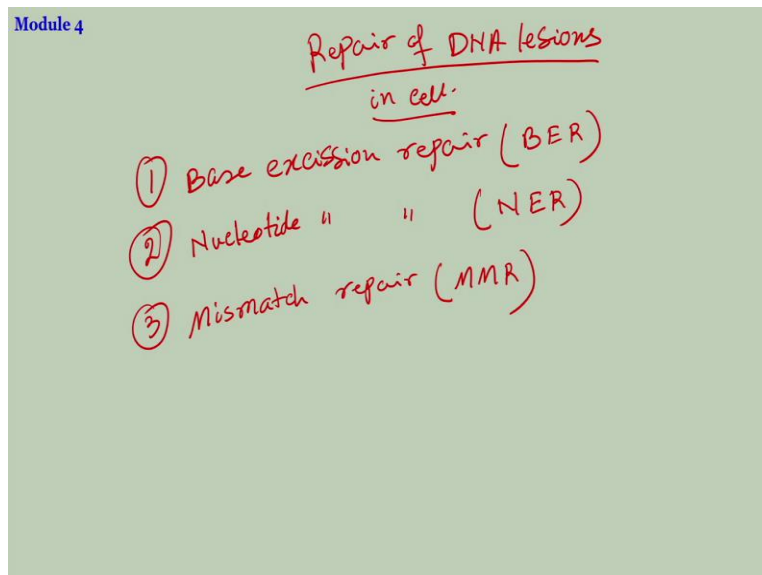 Module 4
Repair of DNA lesions
in cell.
① Base excission repair (BER)
② Nucleotide " " (NER)
③ Mismatch repair (MMR)